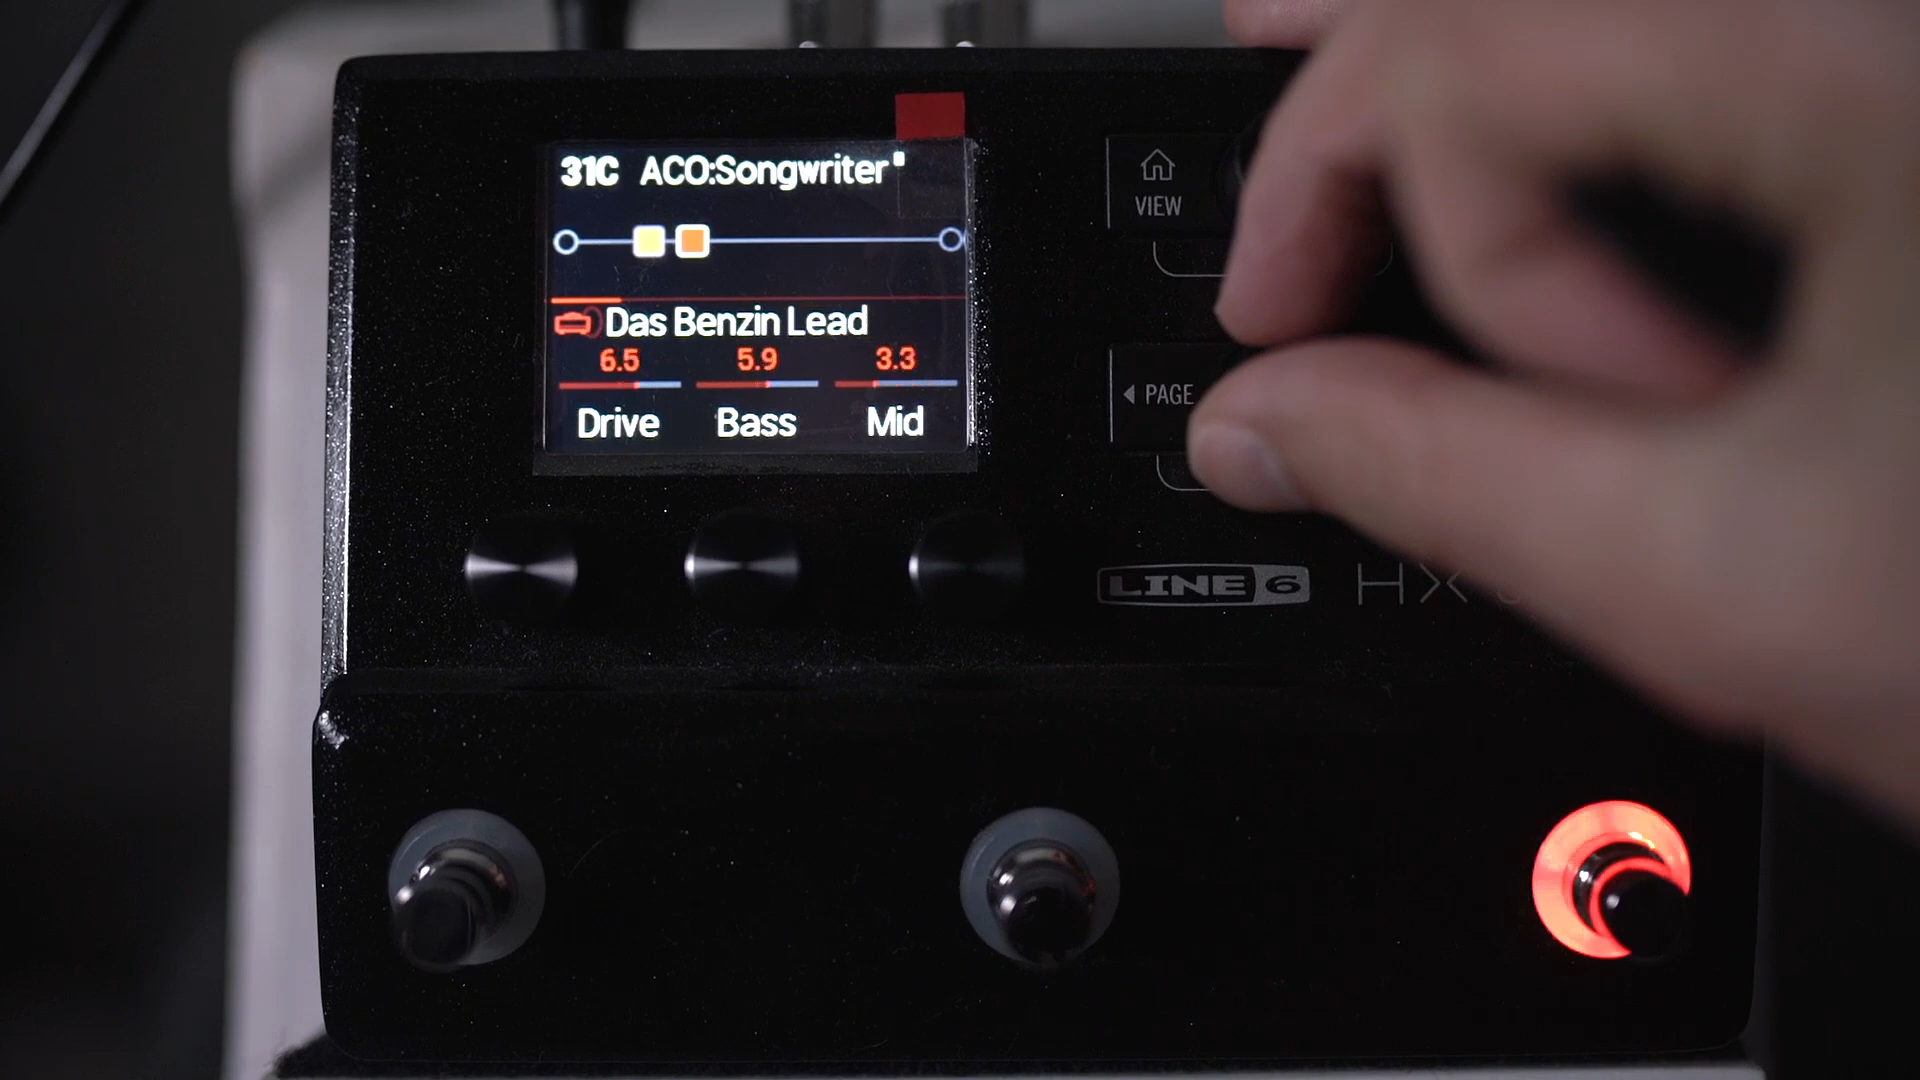 31C ACO:Songwriter
Das Benzin Lead
6.5 5.9 3.3
Drive Bass Mid
VIEW
PAGE
LINE 6 HX